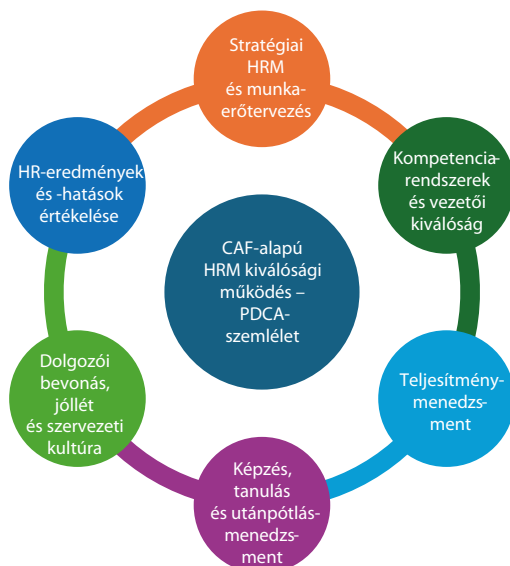 Stratégiai
HRM
és munka-
erőtervezés
Kompetencia-
rendszerek
és vezetői
kiválóság
Teljesítmény-
menedzs-
ment
Képzés,
tanulás
és utánpótlás-
menedzs-
ment
Dolgozói
bevonás,
jóllét
és szervezeti
kultúra
HR-eredmények
és -hatások
értékelése
CAF-alapú
HRM kiválósági
működés –
PDCA-
szemlélet